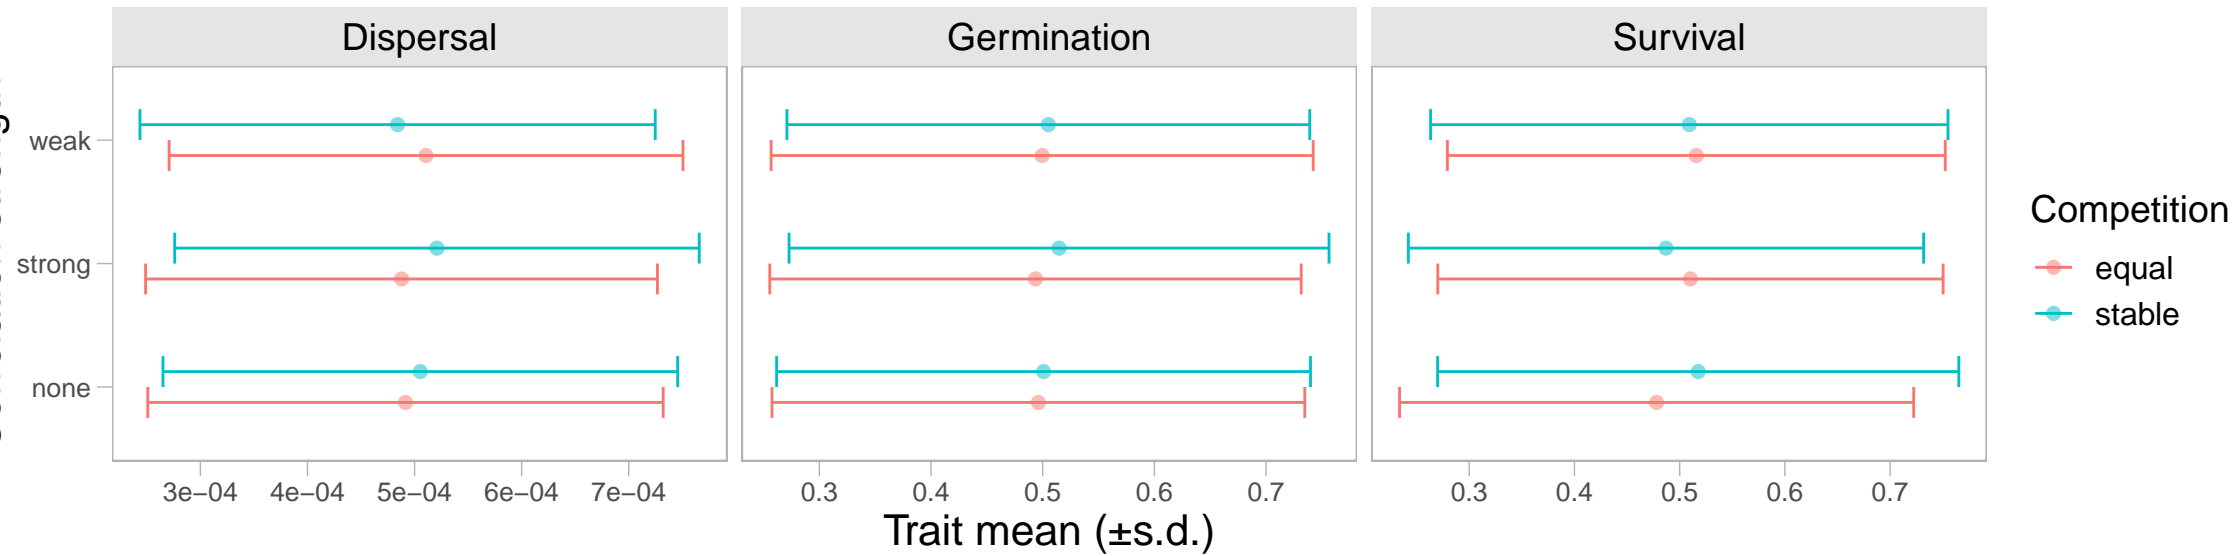 Dispersal Germination Survival
weak
strong
none
3e−04 4e−04 5e−04 6e−04 7e−04 0.3 0.4 0.5 0.6 0.7 0.3 0.4 0.5 0.6 0.7
Trait mean (±s.d.)
Competition
equal
stable